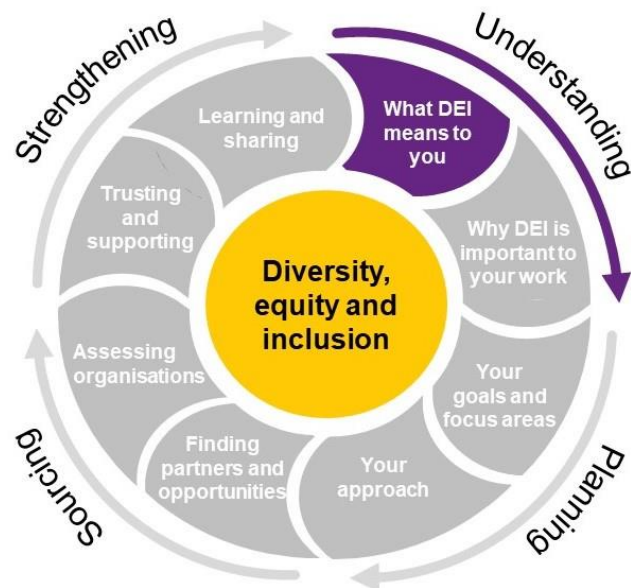 Strengthening
Understanding
Learning and
sharing
What DEI
means to
you
Trusting
and
supporting
Why DEI is
important to
your work
Diversity,
equity and
inclusion
Assessing
organisations
Your
goals and
focus areas
Finding
partners and
opportunities
Your
approach
Sourcing
Planning